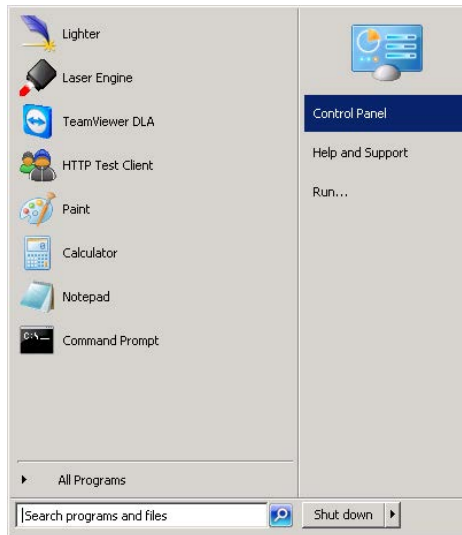 Lighter
Laser Engine
TeamViewer DLA
HTTP Test Client
Paint
Calculator
Notepad
Command Prompt
All Programs
Search programs and files
Control Panel
Help and Support
Run...
Shut down